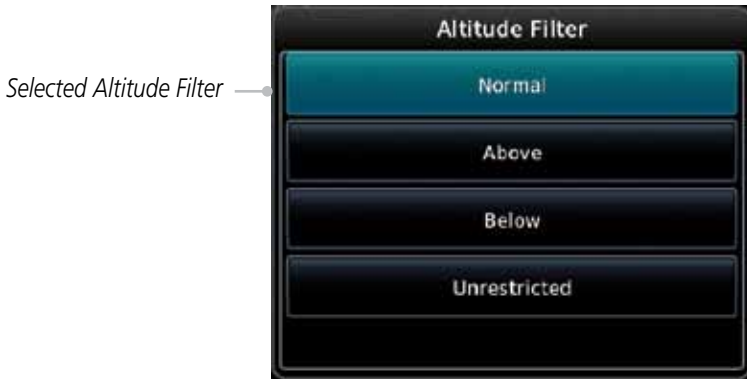 Altitude Filter
Selected Altitude Filter
Normal
Above
Below
Unrestricted